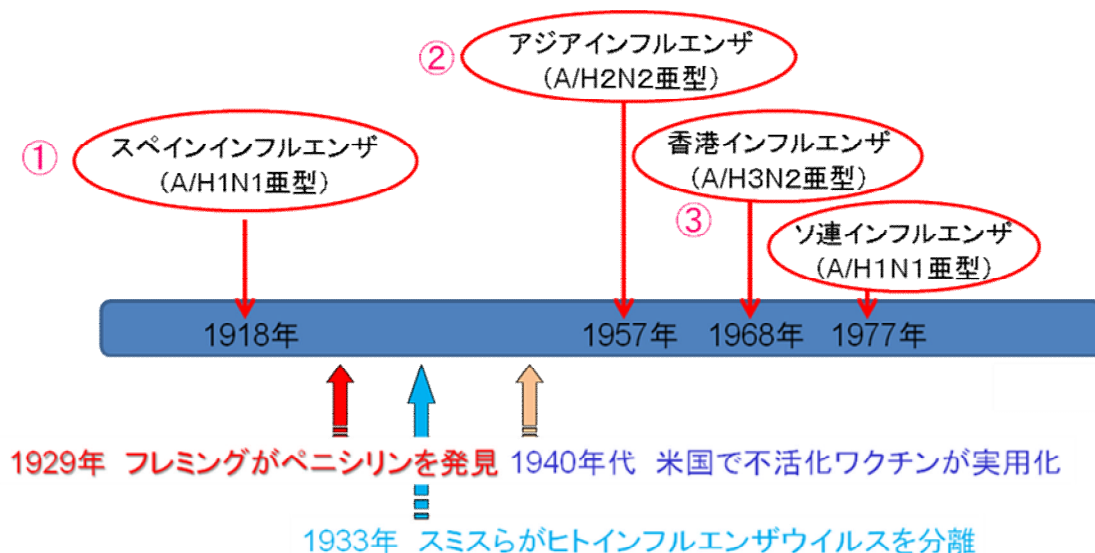 ②
アジアインフルエンザ
(A/H2N2亜型)
①
スペインインフルエンザ
(A/H1N1亜型)
香港インフルエンザ
(A/H3N2亜型)
③
ソ連インフルエンザ
(A/H1N1亜型)
1918年
1957年
1968年
1977年
1929年 フレミングがペニシリンを発見
1940年代 米国で不活化ワクチンが実用化
1933年 スミスらがヒトインフルエンザウイルスを分離